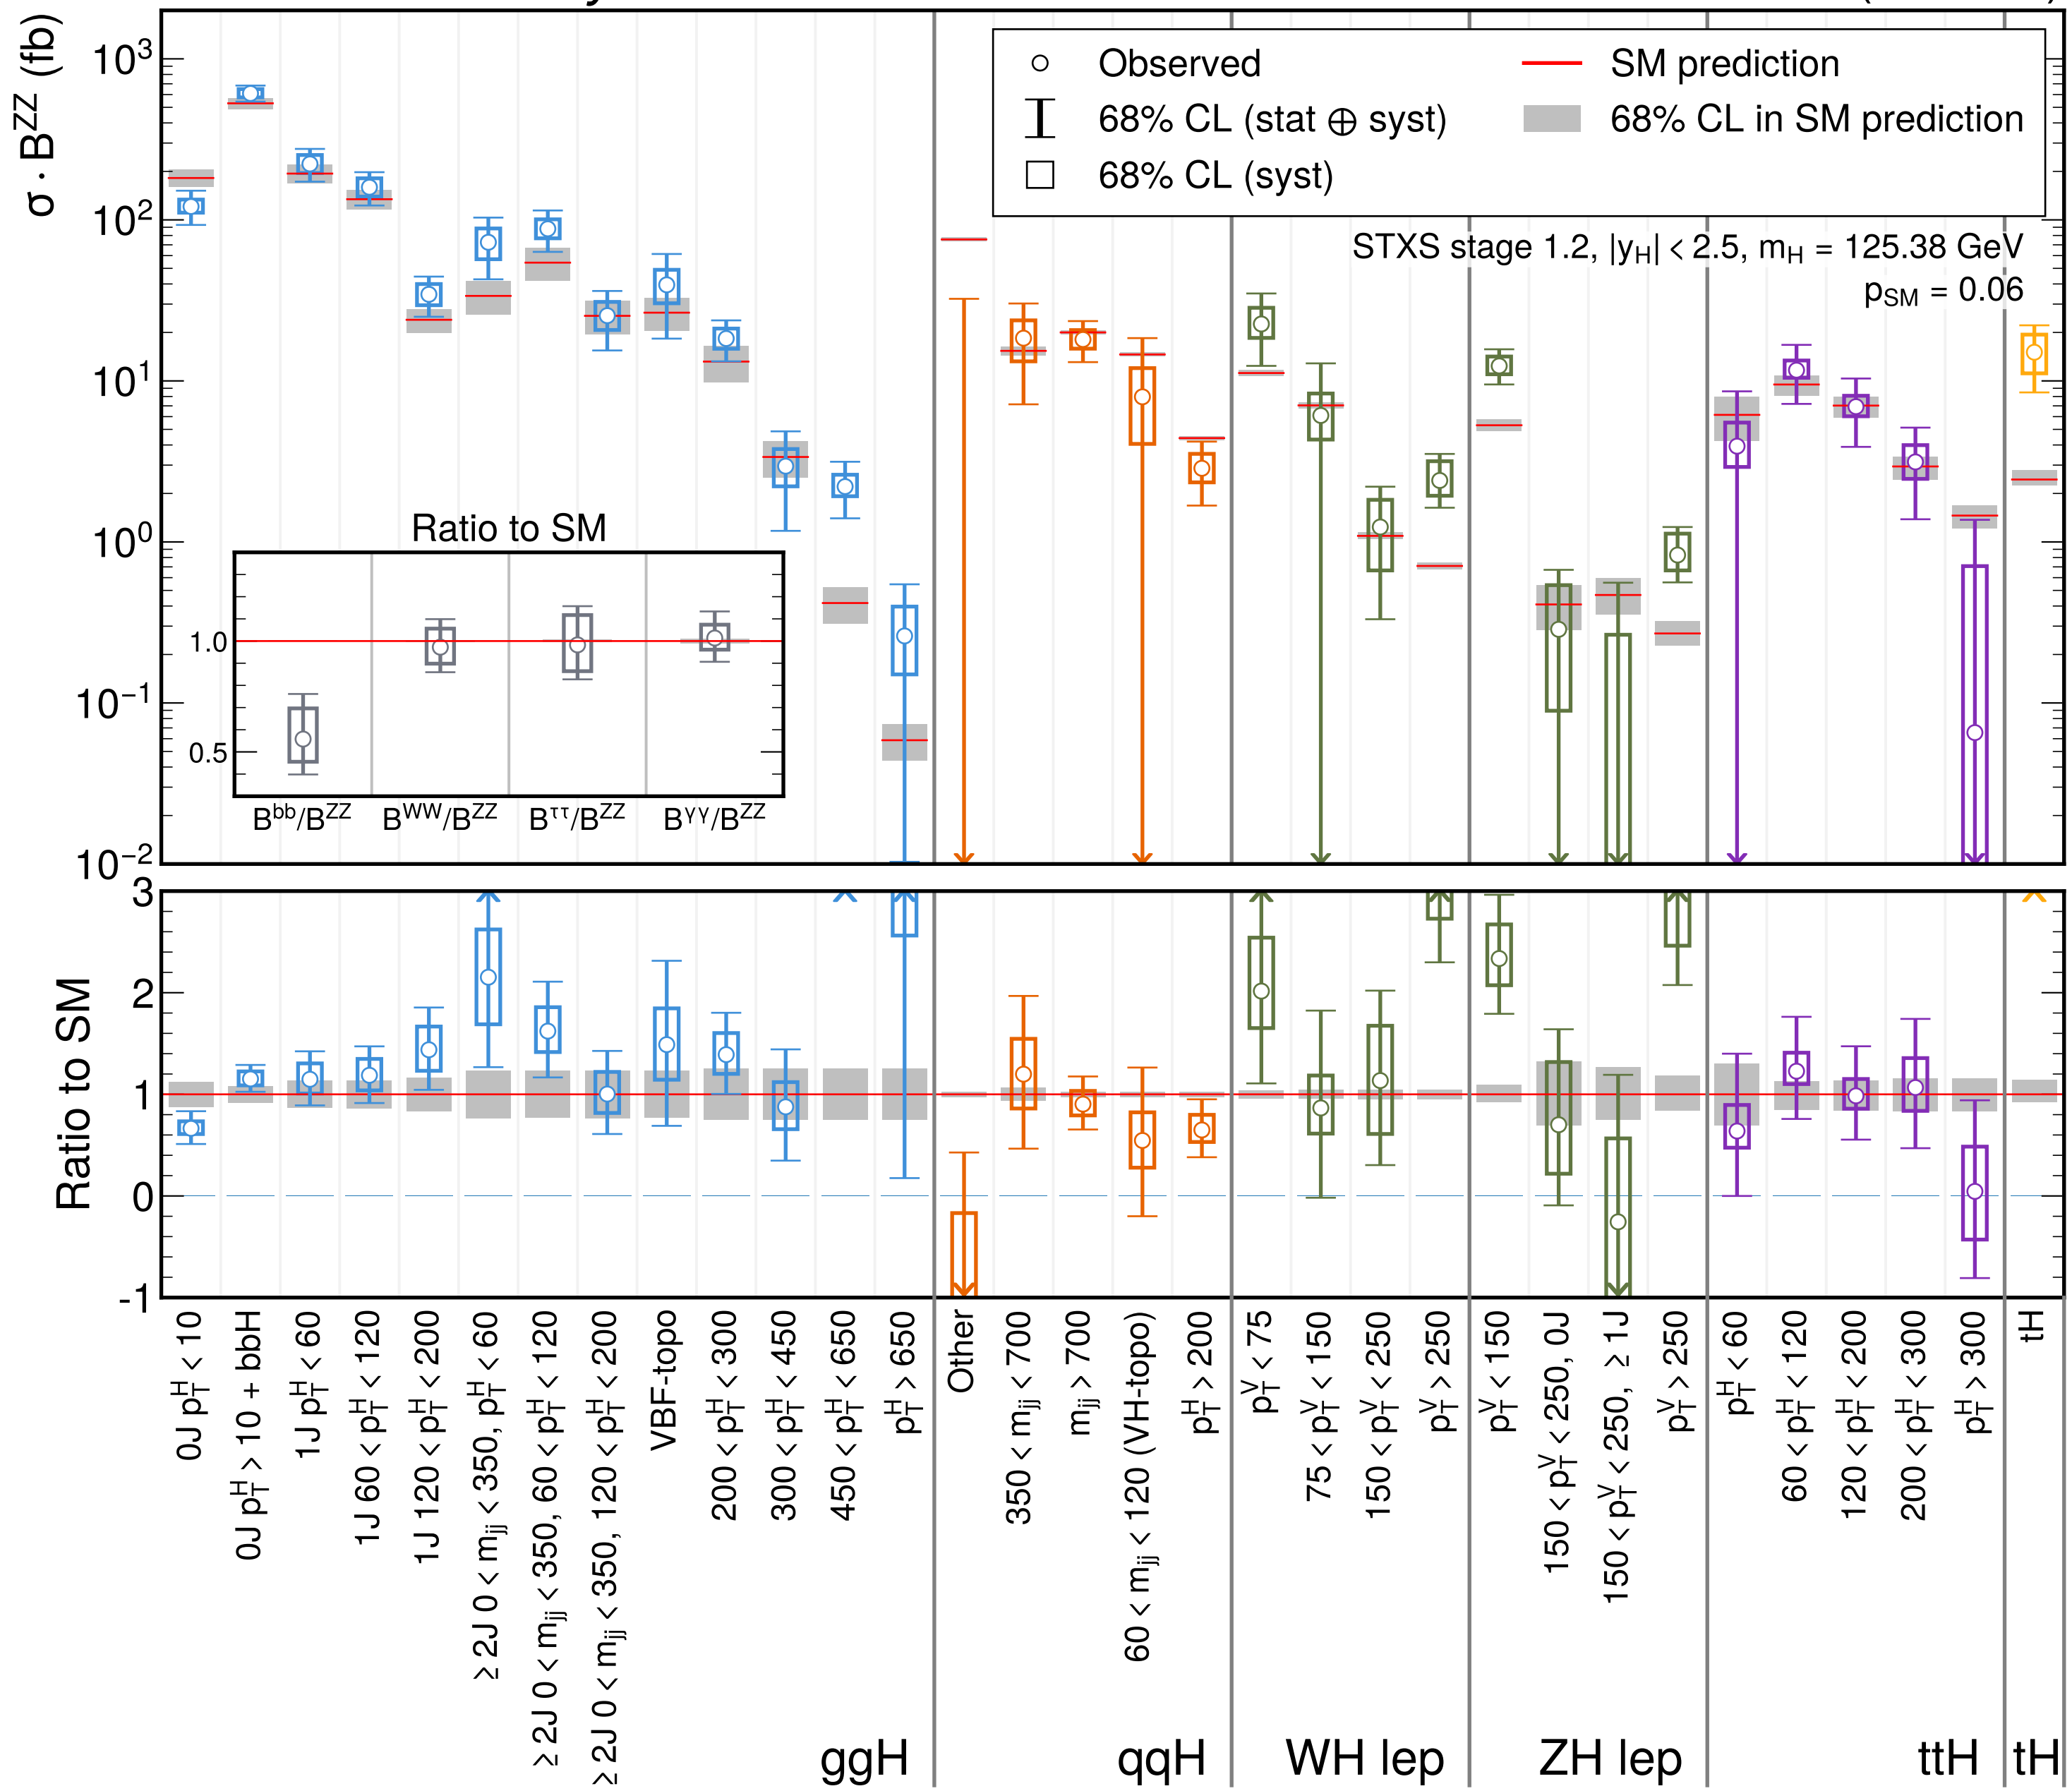 σ · B^ZZ (fb)
10^3
10^2
10^1
10^0
10^−1
10^−2
Observed
SM prediction
68% CL (stat ⊕ syst)
68% CL in SM prediction
68% CL (syst)
STXS stage 1.2, |y_H| < 2.5, m_H = 125.38 GeV
p_SM = 0.06
Ratio to SM
1.0
0.5
B^bb/B^ZZ
B^WW/B^ZZ
B^ττ/B^ZZ
B^γγ/B^ZZ
Ratio to SM
3
2
1
0
-1
0J p_T^H < 10
0J p_T^H > 10 + bbH
1J p_T^H < 60
1J 60 < p_T^H < 120
1J 120 < p_T^H < 200
≥ 2J 0 < m_jj < 350, p_T^H < 60
≥ 2J 0 < m_jj < 350, 60 < p_T^H < 120
≥ 2J 0 < m_jj < 350, 120 < p_T^H < 200
VBF-topo
200 < p_T^H < 300
300 < p_T^H < 450
450 < p_T^H < 650
p_T^H > 650
Other
350 < m_jj < 700
m_jj > 700
60 < m_jj < 120 (VH-topo)
p_T^H > 200
p_T^V < 75
75 < p_T^V < 150
150 < p_T^V < 250
p_T^V > 250
p_T^V < 150
150 < p_T^V < 250, 0J
150 < p_T^V < 250, ≥ 1J
p_T^V > 250
p_T^H < 60
60 < p_T^H < 120
120 < p_T^H < 200
200 < p_T^H < 300
p_T^H > 300
tH
ggH
qqH
WH lep
ZH lep
ttH
tH